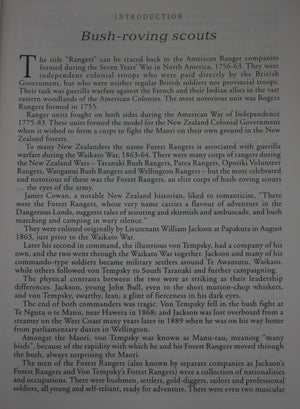 INTRODUCTION
Bush-roving scouts
The title "Rangers" can be traced back to the American Ranger companies
formed during the Seven Years' War in North America, 1756-63. They were
independent colonial troops who were paid directly by the British
Government, but who were neither regular British soldiers nor provincial troops.
Their task was guerilla warfare against the French and their Indian allies in the vast
eastern woodlands of the American Colonies. The most notorious unit was Rogers
Rangers formed in 1755.
Ranger units fought on both sides during the American War of Independence
1775-83. These units formed the model for the New Zealand Colonial Government
when it wished to form a corps to fight the Maori on their own ground in the New
Zealand forests.
To many New Zealanders the name Forest Rangers is associated with guerilla
warfare during the Waikato War, 1863-64. There were many corps of rangers during
the New Zealand Wars – Taranaki Bush Rangers, Patea Rangers, Opotiki Volunteer
Rangers, Wanganui Bush Rangers and Wellington Rangers – but the most celebrated
and notorious of these was the Forest Rangers, an elite corps of bush-roving scouts
... the eyes of the army.
James Cowan, a notable New Zealand historian, liked to romanticise, "There
were the Forest Rangers, whose very name carries a flavour of adventure in the
Dangerous Lands, suggests tales of scouting and skirmish and ambuscade, and bush
marching and camping in wary silence."
They were enlisted originally by Lieutenant William Jackson at Papakura in August
1863, just prior to the Waikato War.
Later his second in command, the illustrious von Tempsky, had a company of his
own, and the two went through the Waikato War together. Jackson and many of his
commando-type soldiers became military settlers around Te Awamutu, Waikato,
while others followed von Tempsky to South Taranaki and further campaigning.
The physical contrasts between the two were as striking as their leadership
differences. Jackson, young John Bull, even to the short mutton-chop whiskers,
and von Tempsky, swarthy, lean, a glint of fierceness in his dark eyes.
The end of both commanders was tragic. Von Tempsky fell in the bush fight at
Te Ngutu o te Manu, near Hawera in 1868; and Jackson was lost overboard from a
steamer on the West Coast many years later in 1889 when he was on his way home
from parliamentary duties in Wellington.
Amongst the Maori, von Tempsky was known as Manu-rau, meaning "many
birds", because of the rapidity with which he and his Forest Rangers moved through
the bush, always surprising the Maori.
The men of the Forest Rangers (also known by separate companies as Jackson's
Forest Rangers and Von Tempsky's Forest Rangers) were a collection of nationalities
and occupations. There were bushmen, settlers, gold-diggers, sailors and professional
soldiers, all young and self-reliant, ready for adventure. There were even two muscular